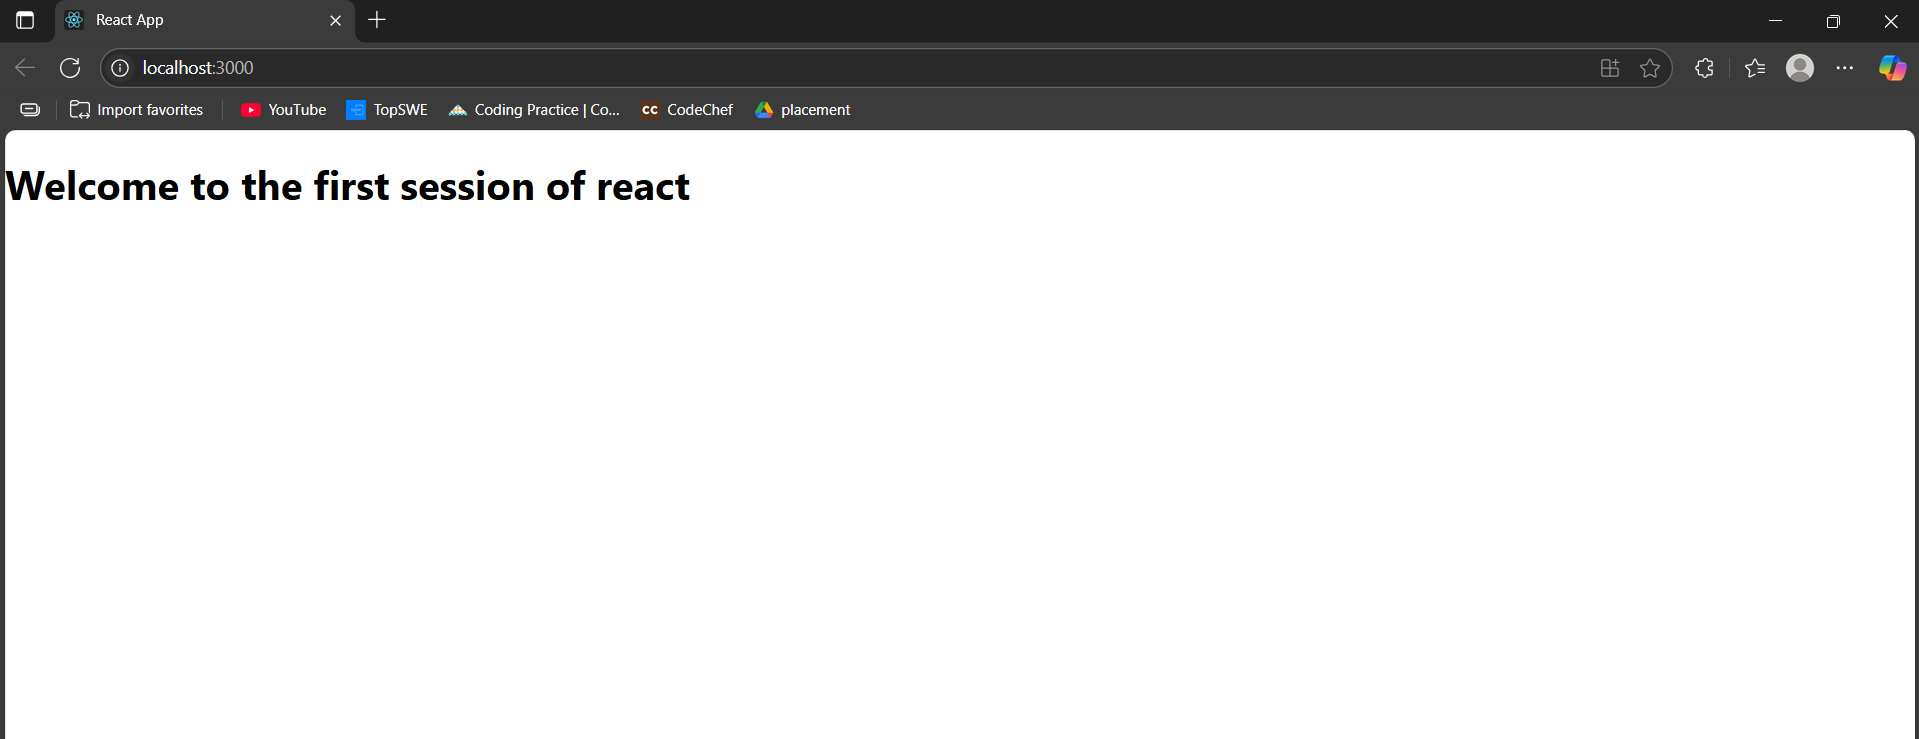 React App
localhost:3000
Import favorites YouTube TopSWE Coding Practice | Co... CC CodeChef placement
Welcome to the first session of react